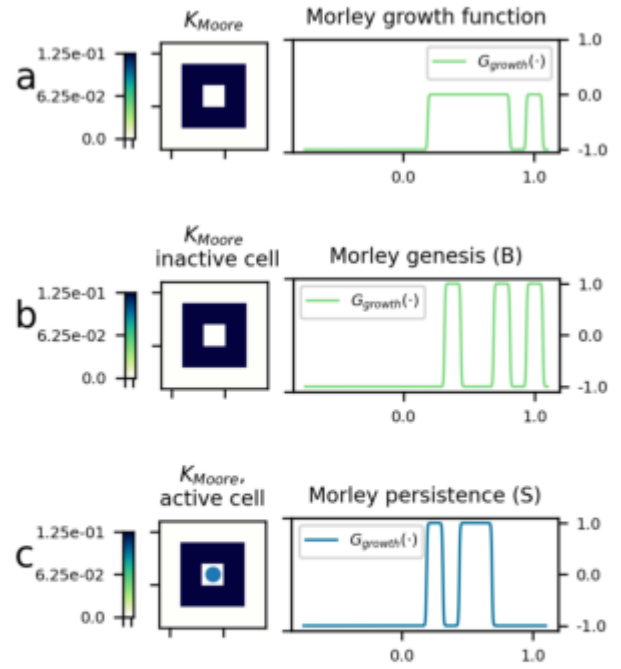 K_Moore
Morley growth function
a
1.25e-01
6.25e-02
0.0
G_growth(·)
1.0
0.0
-1.0
0.0
1.0
K_Moore
inactive cell
Morley genesis (B)
b
1.25e-01
6.25e-02
0.0
G_growth(·)
1.0
0.0
-1.0
0.0
1.0
K_Moore,
active cell
Morley persistence (S)
c
1.25e-01
6.25e-02
0.0
G_growth(·)
1.0
0.0
-1.0
0.0
1.0